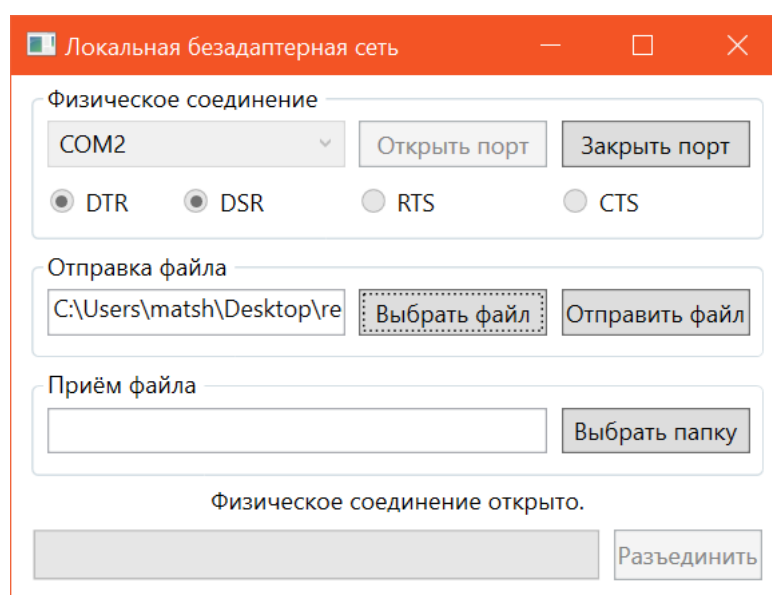 Локальная безадаптерная сеть
Физическое соединение
COM2 Открыть порт Закрыть порт
DTR DSR RTS CTS
Отправка файла
C:\Users\matsh\Desktop\re Выбрать файл Отправить файл
Приём файла
Выбрать папку
Физическое соединение открыто.
Разъединить